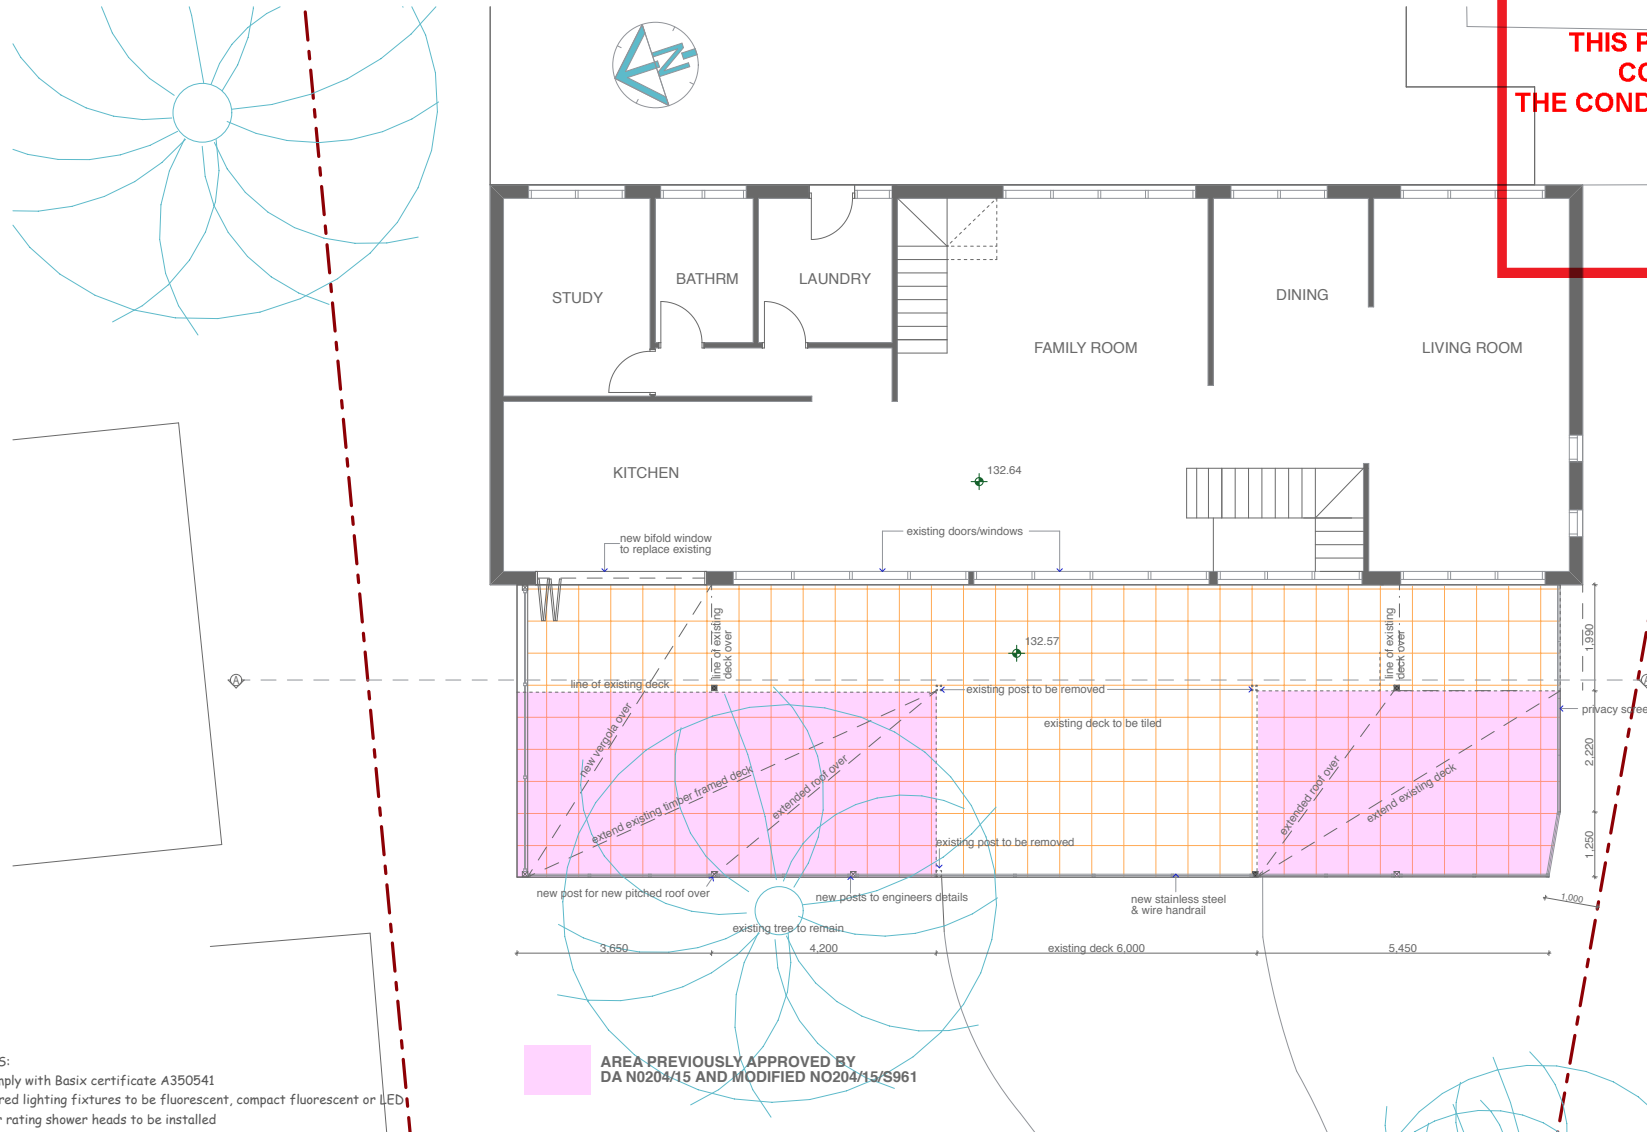 THIS P
CO
THE COND
N
BATHRM
LAUNDRY
STUDY
DINING
FAMILY ROOM
LIVING ROOM
KITCHEN
132.64
existing doors/windows
new bifold window
to replace existing
line of existing
deck over
132.57
line of existing
deck over
1,990
A
line of existing deck
existing post to be removed
privacy scree
existing deck to be tiled
new vergola over
extend existing timber framed deck
extended roof over
extended roof over
extend existing deck
2,220
existing post to be removed
1,250
new post for new pitched roof over
new posts to engineers details
new stainless steel
& wire handrail
1,000
existing tree to remain
3,650
4,200
existing deck 6,000
5,450
AREA PREVIOUSLY APPROVED BY
DA N0204/15 AND MODIFIED NO204/15/S961
S:
mply with Basix certificate A350541
red lighting fixtures to be fluorescent, compact fluorescent or LED
r rating shower heads to be installed